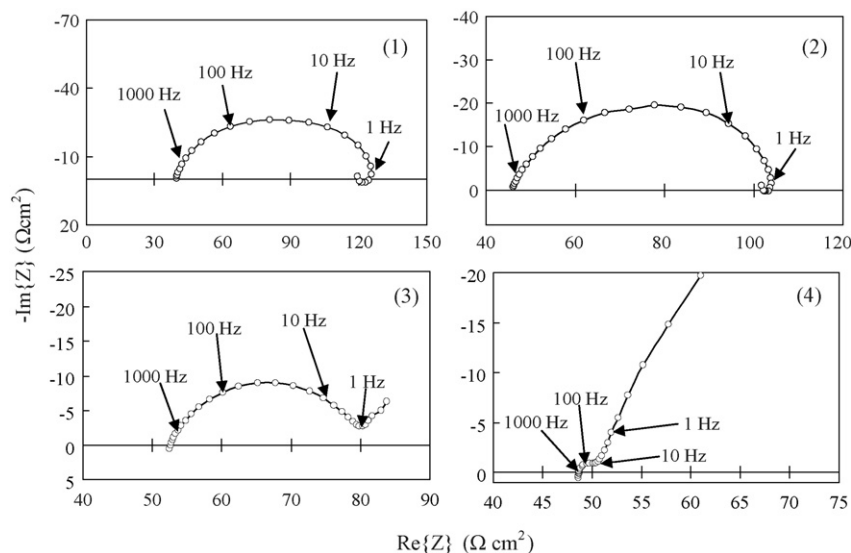 -70
(1)
-40
-10
20
1000 Hz
100 Hz
10 Hz
1 Hz
0
30
60
90
120
150
-40
(2)
-30
-20
-10
0
1000 Hz
100 Hz
10 Hz
1 Hz
40
60
80
100
120
-25
(3)
-20
-15
-10
-5
0
5
1000 Hz
100 Hz
10 Hz
1 Hz
40
50
60
70
80
90
-20
(4)
-15
-10
-5
0
1000 Hz
100 Hz
1 Hz
10 Hz
40
45
50
55
60
65
70
75
-Im{Z} (Ωcm²)
Re{Z} (Ω cm²)